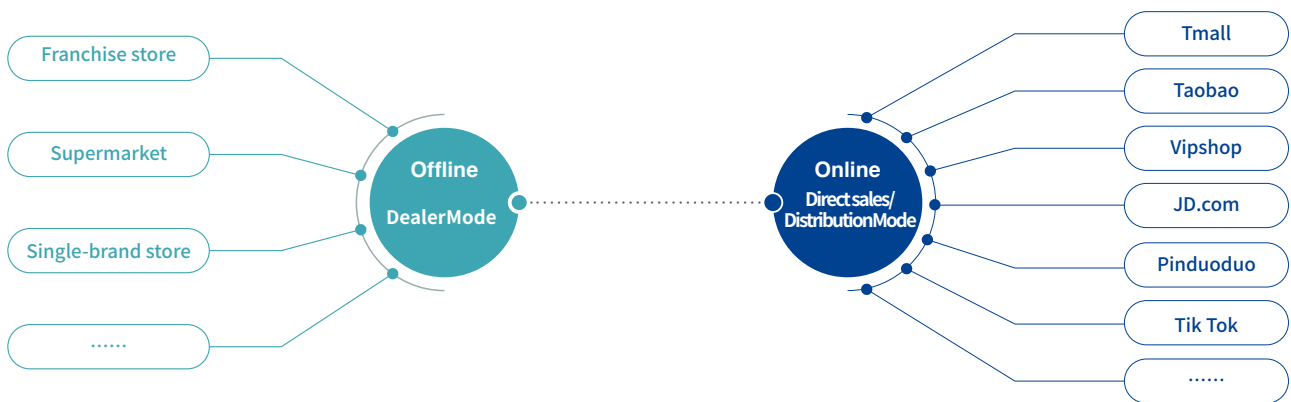 Franchise store
Supermarket
Single-brand store
······
Offline
DealerMode
Online
Direct sales/
DistributionMode
Tmall
Taobao
Vipshop
JD.com
Pinduoduo
Tik Tok
······